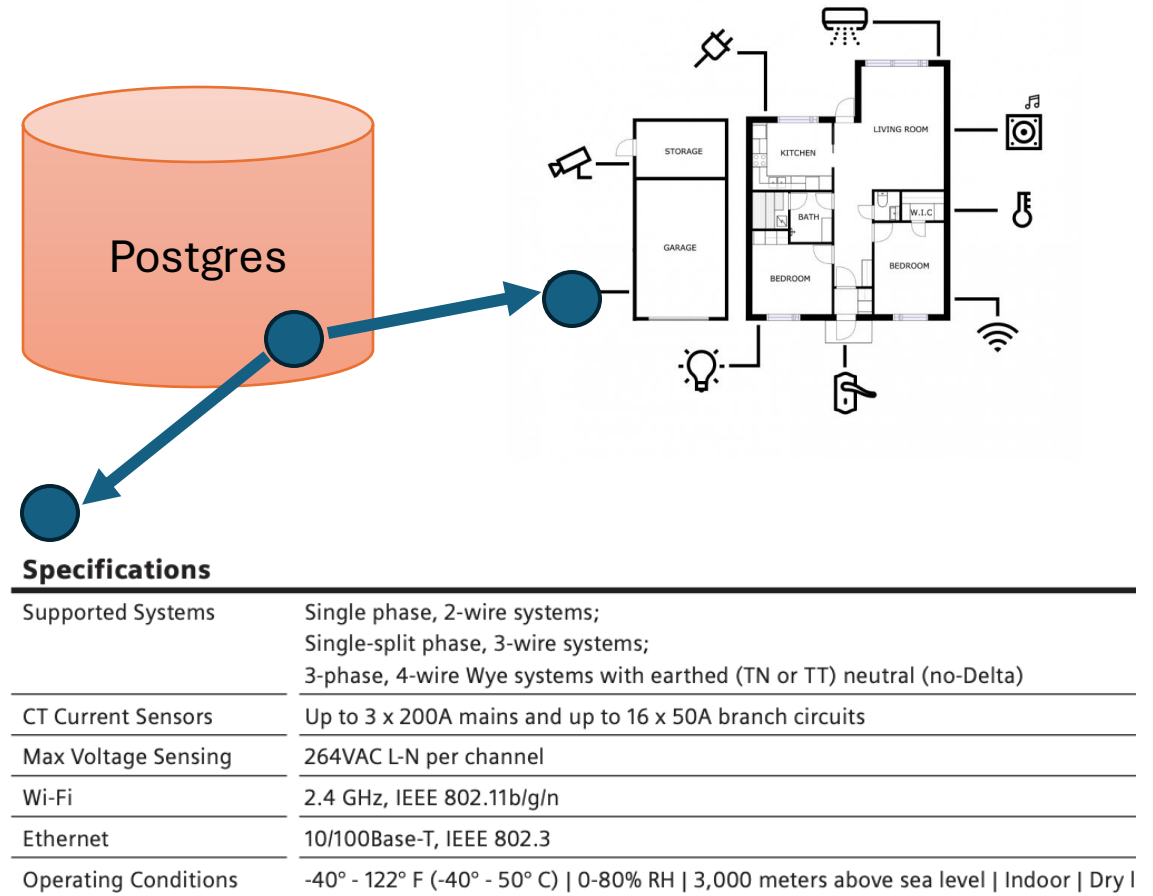 Postgres
STORAGE
GARAGE
KITCHEN
LIVING ROOM
BATH
W.I.C
BEDROOM
BEDROOM
Specifications
Supported Systems
Single phase, 2-wire systems;
Single-split phase, 3-wire systems;
3-phase, 4-wire Wye systems with earthed (TN or TT) neutral (no-Delta)
CT Current Sensors Up to 3 x 200A mains and up to 16 x 50A branch circuits
Max Voltage Sensing 264VAC L-N per channel
Wi-Fi 2.4 GHz, IEEE 802.11b/g/n
Ethernet 10/100Base-T, IEEE 802.3
Operating Conditions -40° - 122° F (-40° - 50° C) | 0-80% RH | 3,000 meters above sea level | Indoor | Dry